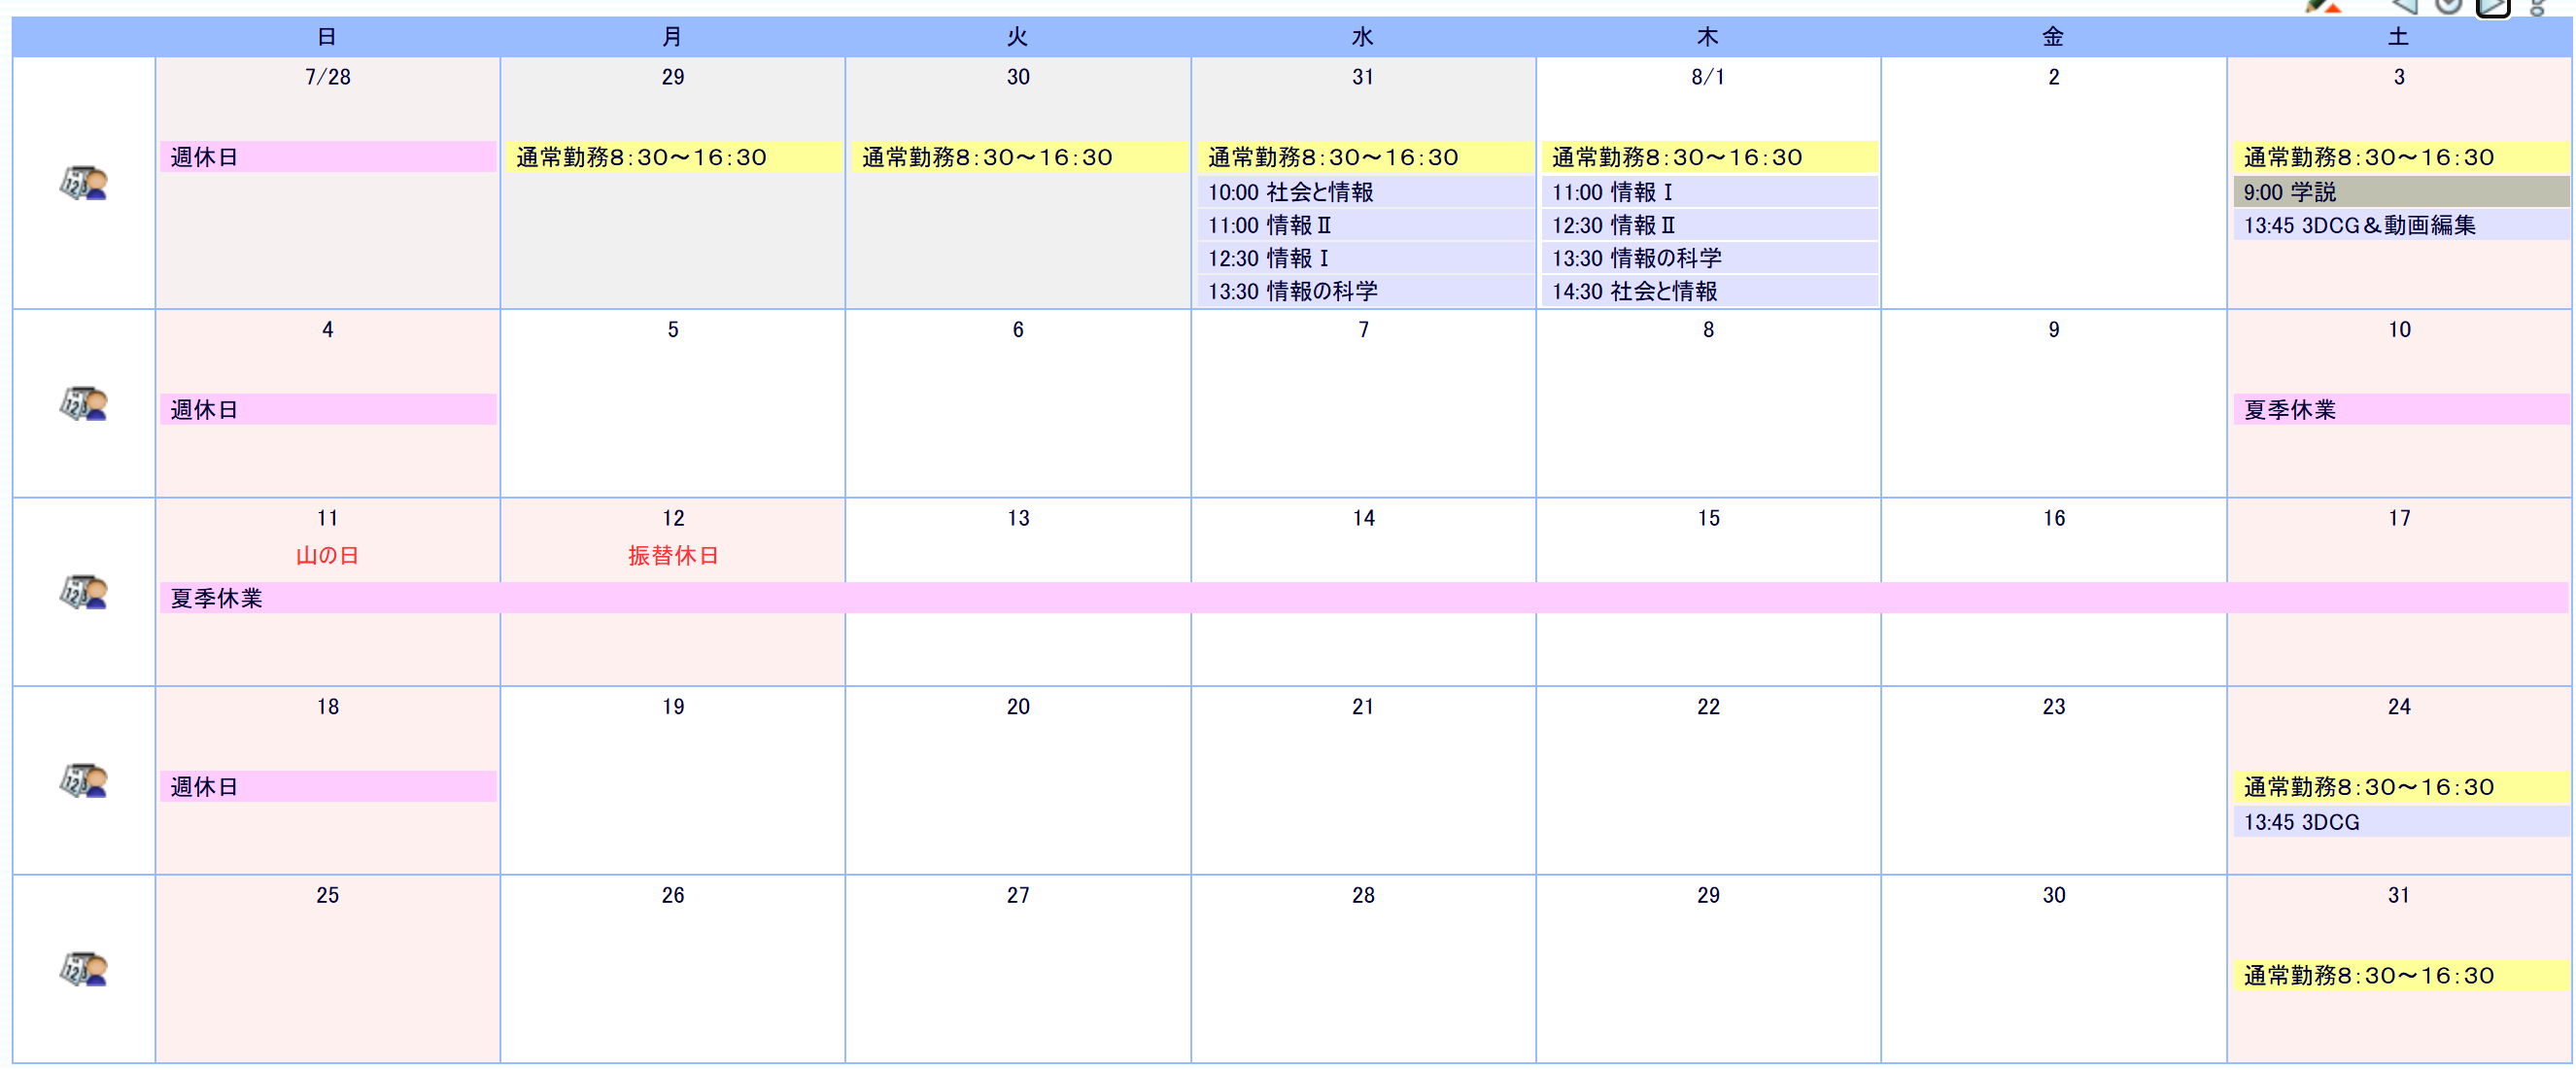 日 月 火 水 木 金 土
7/28 29 30 31 8/1 2 3
週休日 通常勤務8:30～16:30 通常勤務8:30～16:30 通常勤務8:30～16:30 通常勤務8:30～16:30 通常勤務8:30～16:30
10:00 社会と情報 11:00 情報Ⅰ 9:00 学説
11:00 情報Ⅱ 12:30 情報Ⅱ 13:45 3DCG＆動画編集
12:30 情報Ⅰ 13:30 情報の科学
13:30 情報の科学 14:30 社会と情報
4 5 6 7 8 9 10
週休日 夏季休業
11 12 13 14 15 16 17
山の日 振替休日
夏季休業
18 19 20 21 22 23 24
週休日 通常勤務8:30～16:30
13:45 3DCG
25 26 27 28 29 30 31
通常勤務8:30～16:30